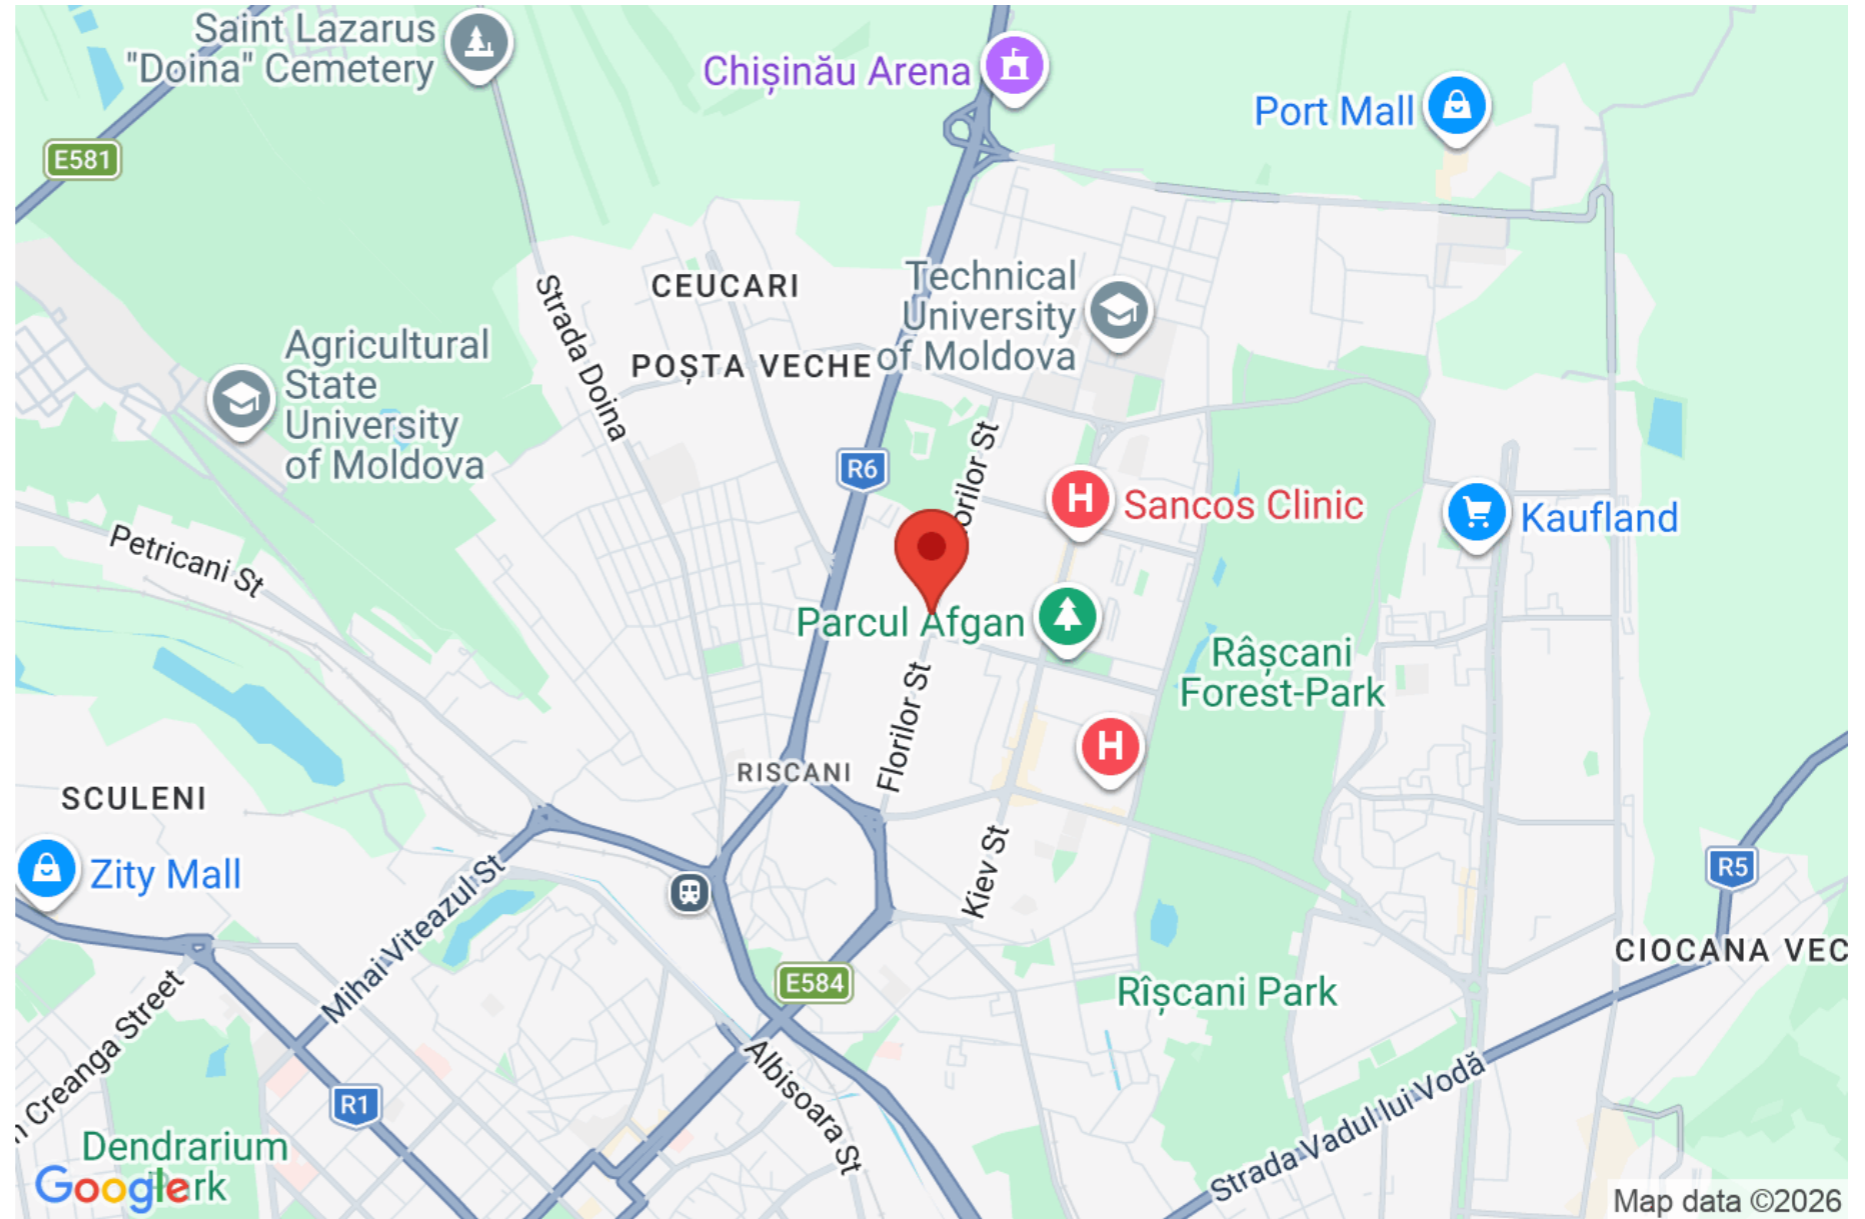 Saint Lazarus
"Doina" Cemetery
Chișinău Arena
Port Mall
E581
CEUCARI
Technical
University
of Moldova
Strada Doina
POȘTA VECHE
Agricultural
State
University
of Moldova
R6
orilor St
Sancos Clinic
H
Kaufland
Petricani St
Parcul Afgan
Râșcani
Forest-Park
Florilor St
H
RISCANI
SCULENI
Zity Mall
Mihai Viteazul St
Kiev St
R5
CIOCANA VEC
E584
Rîșcani Park
Creanga Street
Albisoara St
R1
Strada Vadul lui Vodă
Dendrarium
rk
Google
Map data ©2026